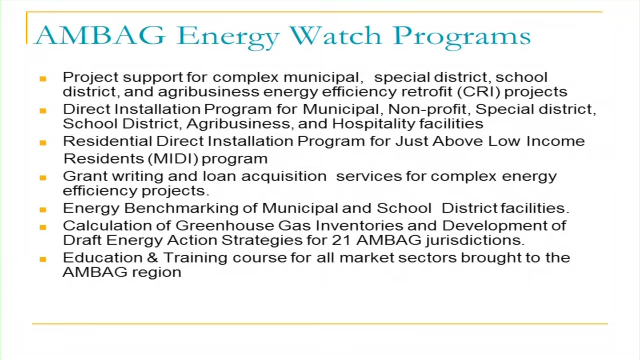 AMBAG Energy Watch Programs
Project support for complex municipal, special district, school
district, and agribusiness energy efficiency retrofit (CRI) projects
Direct Installation Program for Municipal, Non-profit, Special district,
School District, Agribusiness, and Hospitality facilities
Residential Direct Installation Program for Just Above Low Income
Residents (MIDI) program
Grant writing and loan acquisition services for complex energy
efficiency projects.
Energy Benchmarking of Municipal and School District facilities.
Calculation of Greenhouse Gas Inventories and Development of
Draft Energy Action Strategies for 21 AMBAG jurisdictions.
Education & Training course for all market sectors brought to the
AMBAG region